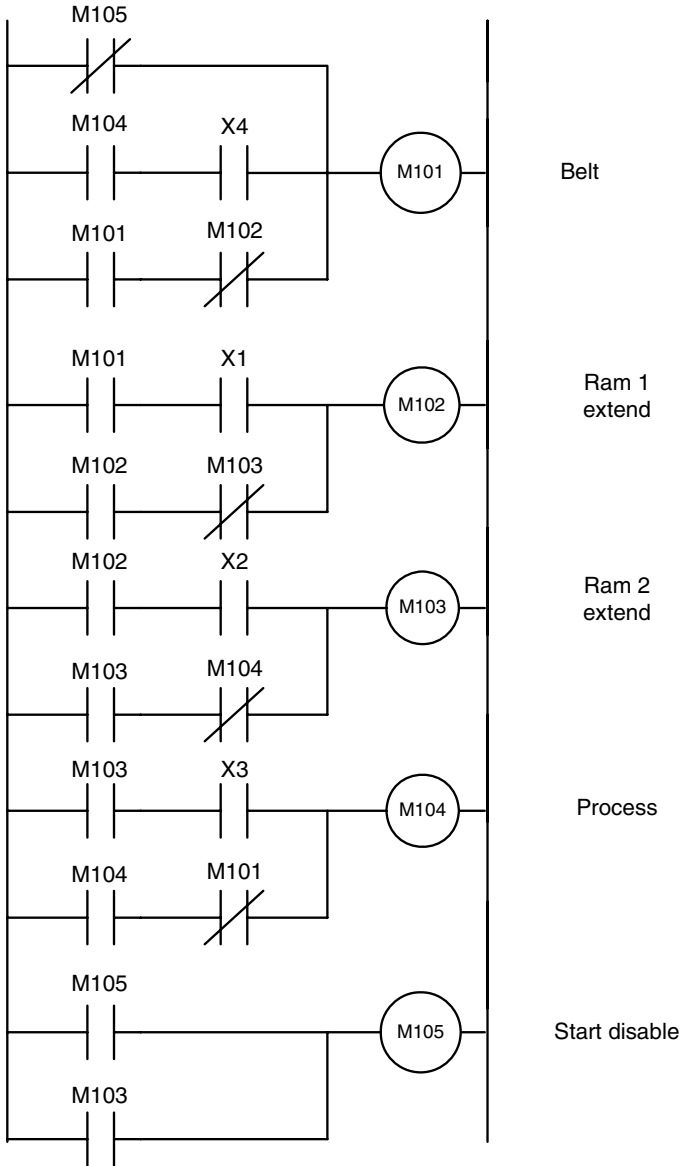 M105
M104 X4
M101 Belt
M101 M102
M101 X1
M102 Ram 1
extend
M102 M103
M102 X2
M103 Ram 2
extend
M103 M104
M103 X3
M104 Process
M104 M101
M105
M105 Start disable
M103